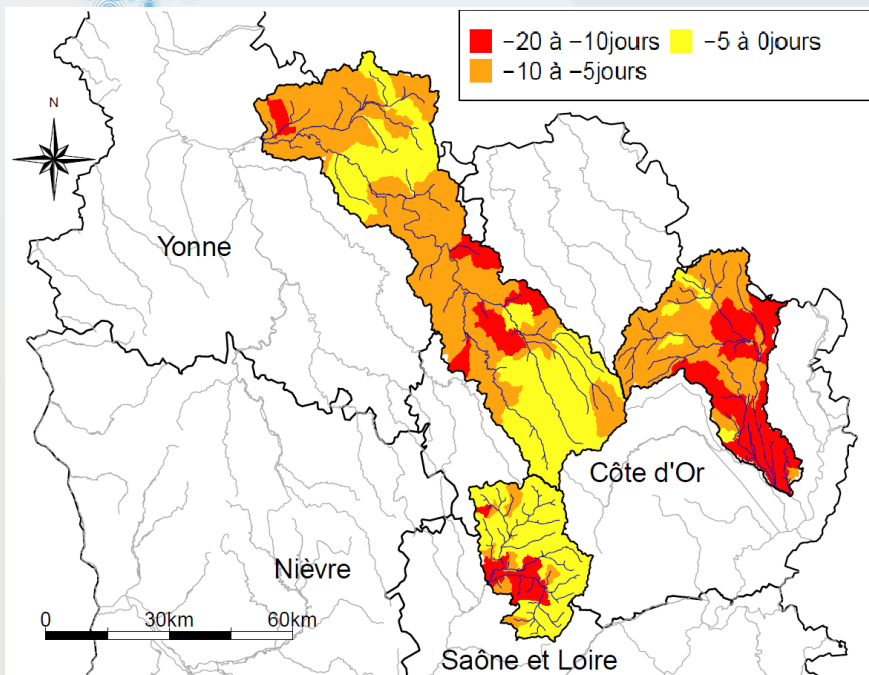 −20 à −10jours −5 à 0jours
−10 à −5jours
N
Yonne
Côte d'Or
Nièvre
0 30km 60km
Saône et Loire